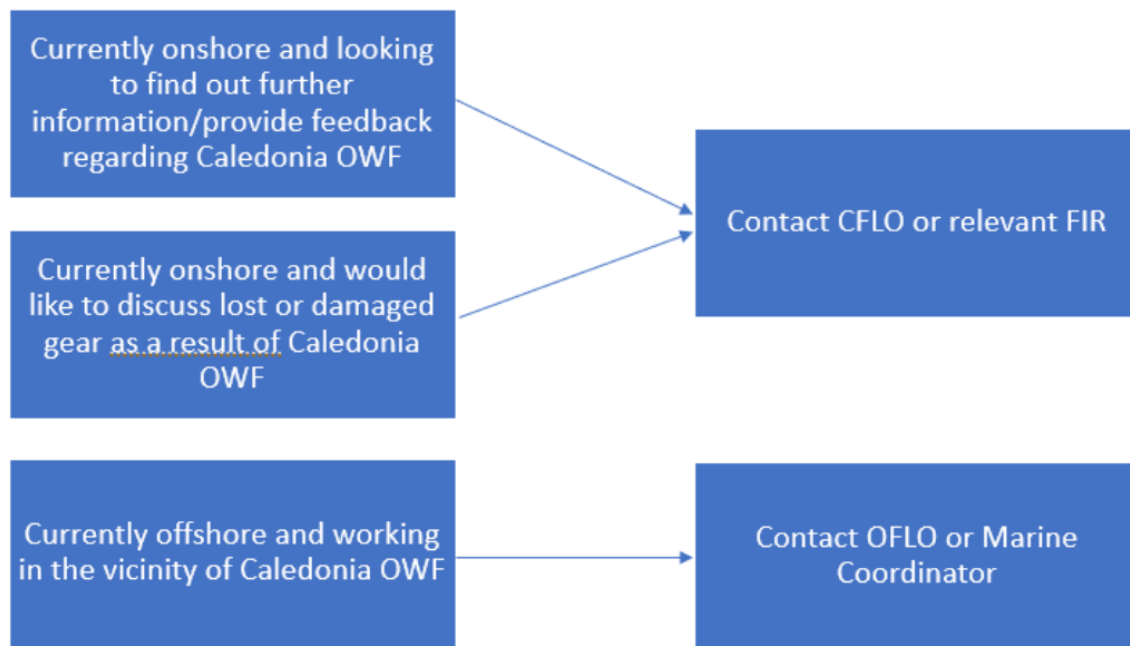 Currently onshore and looking
to find out further
information/provide feedback
regarding Caledonia OWF
Contact CFLO or relevant FIR
Currently onshore and would
like to discuss lost or damaged
gear as a result of Caledonia
OWF
Currently offshore and working
in the vicinity of Caledonia OWF
Contact OFLO or Marine
Coordinator